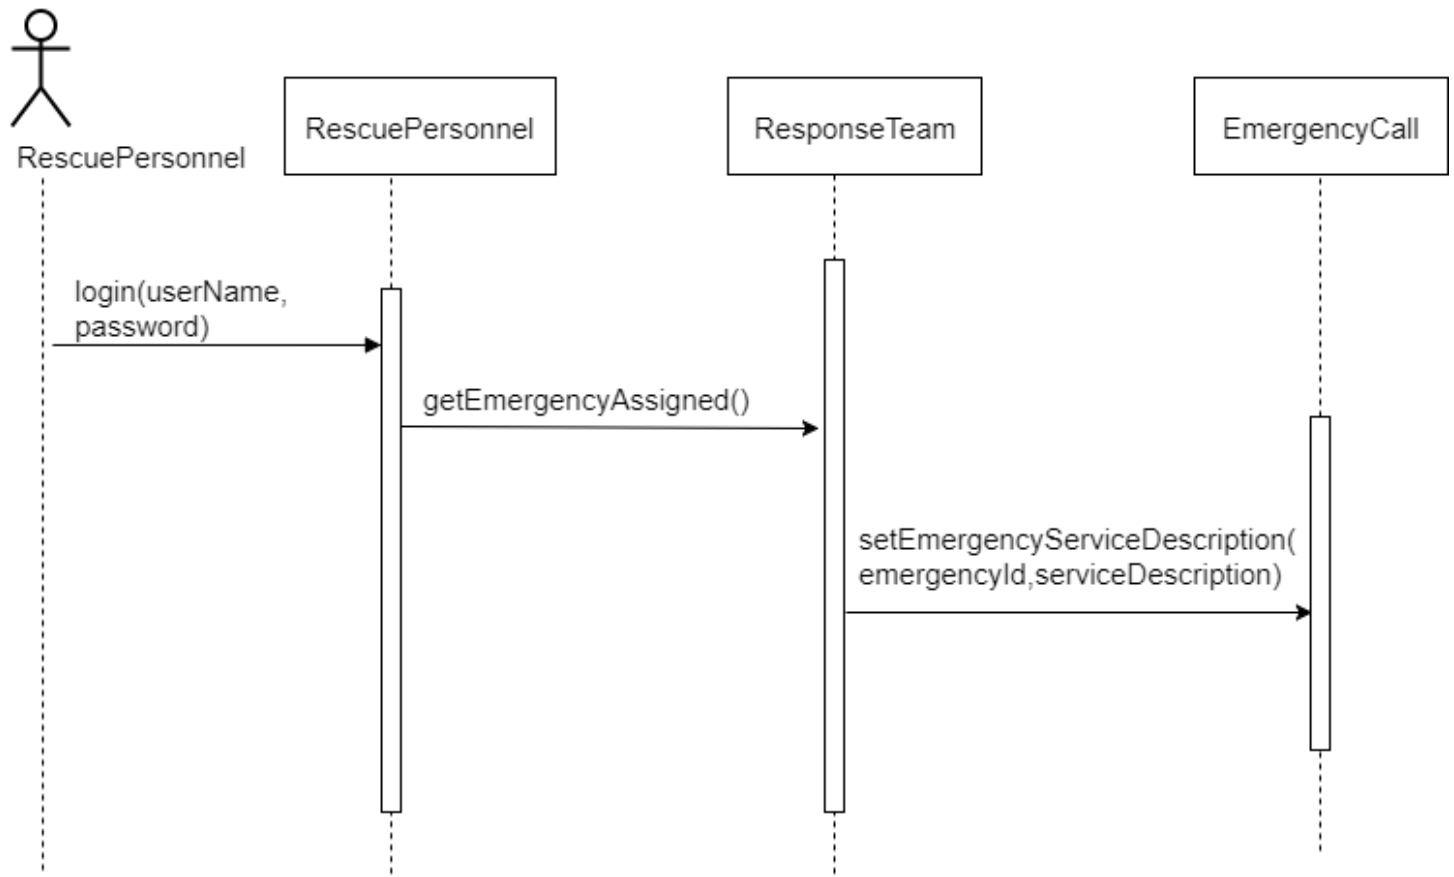 RescuePersonnel
RescuePersonnel
ResponseTeam
EmergencyCall
login(userName,
password)
getEmergencyAssigned()
setEmergencyServiceDescription(
emergencyId,serviceDescription)